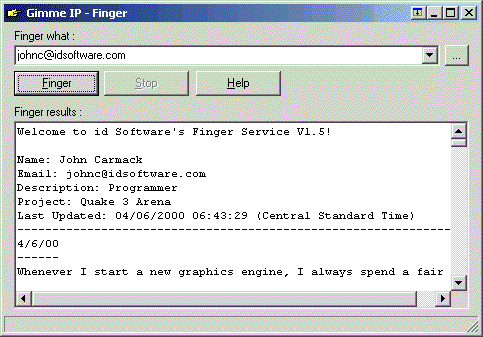 Gimme IP - Finger
Finger what :
johnc@idsoftware.com
...
Finger Stop Help
Finger results :
Welcome to id Software's Finger Service V1.5!
Name: John Carmack
Email: johnc@idsoftware.com
Description: Programmer
Project: Quake 3 Arena
Last Updated: 04/06/2000 06:43:29 (Central Standard Time)
-------------------------------------------------------------
4/6/00
------
Whenever I start a new graphics engine, I always spend a fair